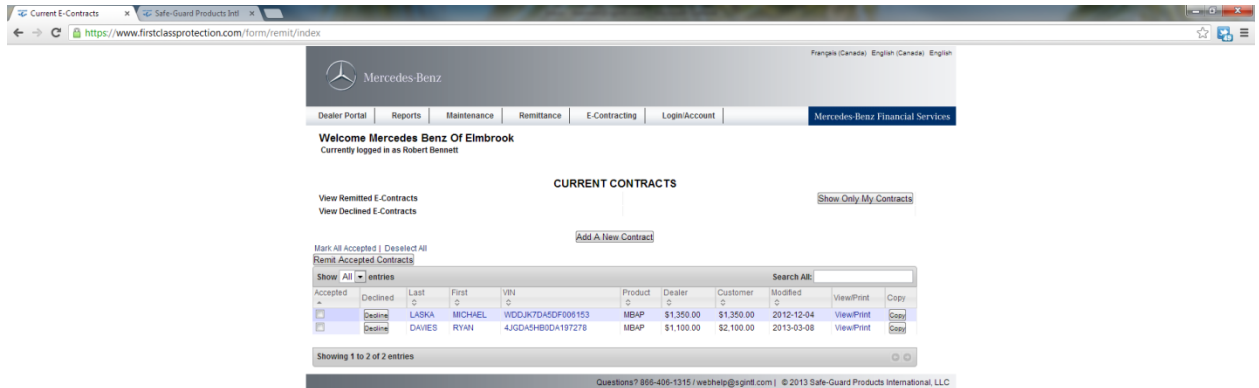 Current E-Contracts
Safe-Guard Products Intl
https://www.firstclassprotection.com/form/remit/index
Français (Canada) English (Canada) English
Mercedes-Benz
Dealer Portal Reports Maintenance Remittance E-Contracting Login/Account Mercedes-Benz Financial Services
Welcome Mercedes Benz Of Elmbrook
Currently logged in as Robert Bennett
CURRENT CONTRACTS
View Remitted E-Contracts Show Only My Contracts
View Declined E-Contracts
Add A New Contract
Mark All Accepted | Deselect All
Remit Accepted Contracts
Show All entries Search All:
Accepted Declined Last First VIN Product Dealer Customer Modified View/Print Copy
Decline LASKA MICHAEL WDDJK7DA5DF006153 MBAP $1,350.00 $1,350.00 2012-12-04 View/Print Copy
Decline DAVIES RYAN 4JGDA5HB0DA197278 MBAP $1,100.00 $2,100.00 2013-03-08 View/Print Copy
Showing 1 to 2 of 2 entries
Questions? 866-406-1315 / webhelp@sgintl.com | © 2013 Safe-Guard Products International, LLC